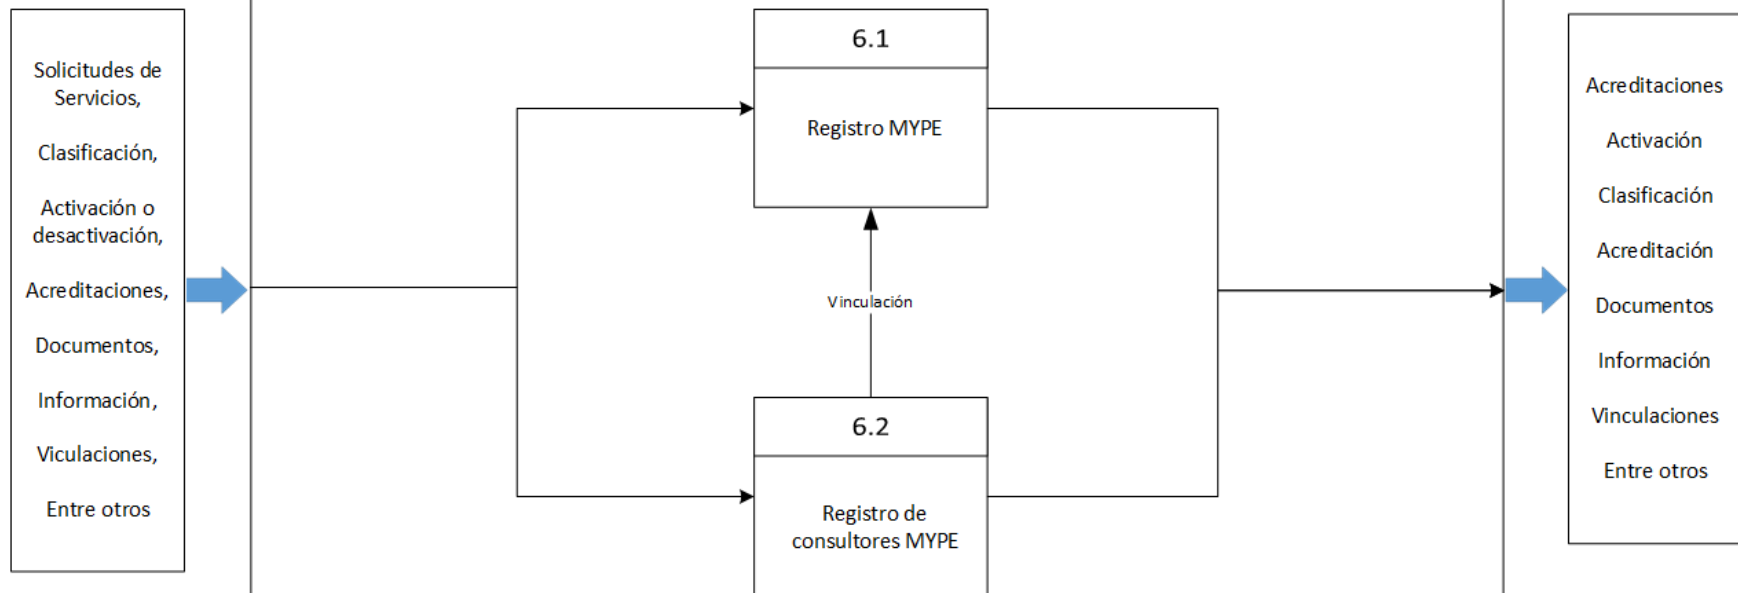 Solicitudes de
Servicios,
Clasificación,
Activación o
desactivación,
Acreditaciones,
Documentos,
Información,
Viculaciones,
Entre otros
6.1
Registro MYPE
Vinculación
6.2
Registro de
consultores MYPE
Acreditaciones
Activación
Clasificación
Acreditación
Documentos
Información
Vinculaciones
Entre otros